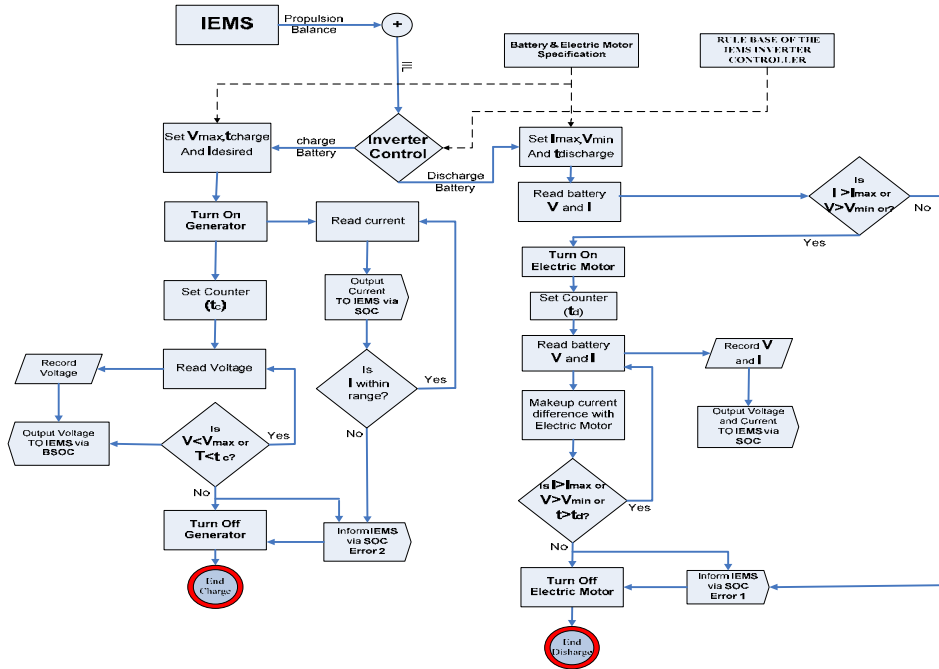 IEMS
Propulsion
Balance
+
Battery & Electric Motor
Specification
RULE BASE OF THE
IEMS INVERTER
CONTROLLER
Set Vmax,tcharge
And Idesired
charge
Battery
Inverter
Control
Discharge
Battery
Set Imax,Vmin
And tdischarge
Read battery
V and I
Is
I >Imax or
V>Vmin or?
No
Yes
Turn On
Generator
Read current
Turn On
Electric Motor
Set Counter
(tc)
Output
Current
TO IEMS via
SOC
Set Counter
(td)
Read Voltage
Record
Voltage
Is
I within
range?
Yes
No
Read battery
V and I
Record V
and I
Output Voltage
TO IEMS via
BSOC
Is
V<Vmax or
T<tc?
Yes
No
Makeup current
difference with
Electric Motor
Output Voltage
and Current
TO IEMS via
SOC
Is I>Imax or
V>Vmin or
t>td?
Yes
No
Turn Off
Generator
Inform IEMS
via SOC
Error 2
End
Charge
Turn Off
Electric Motor
Inform IEMS
via SOC
Error 1
End
Disharge